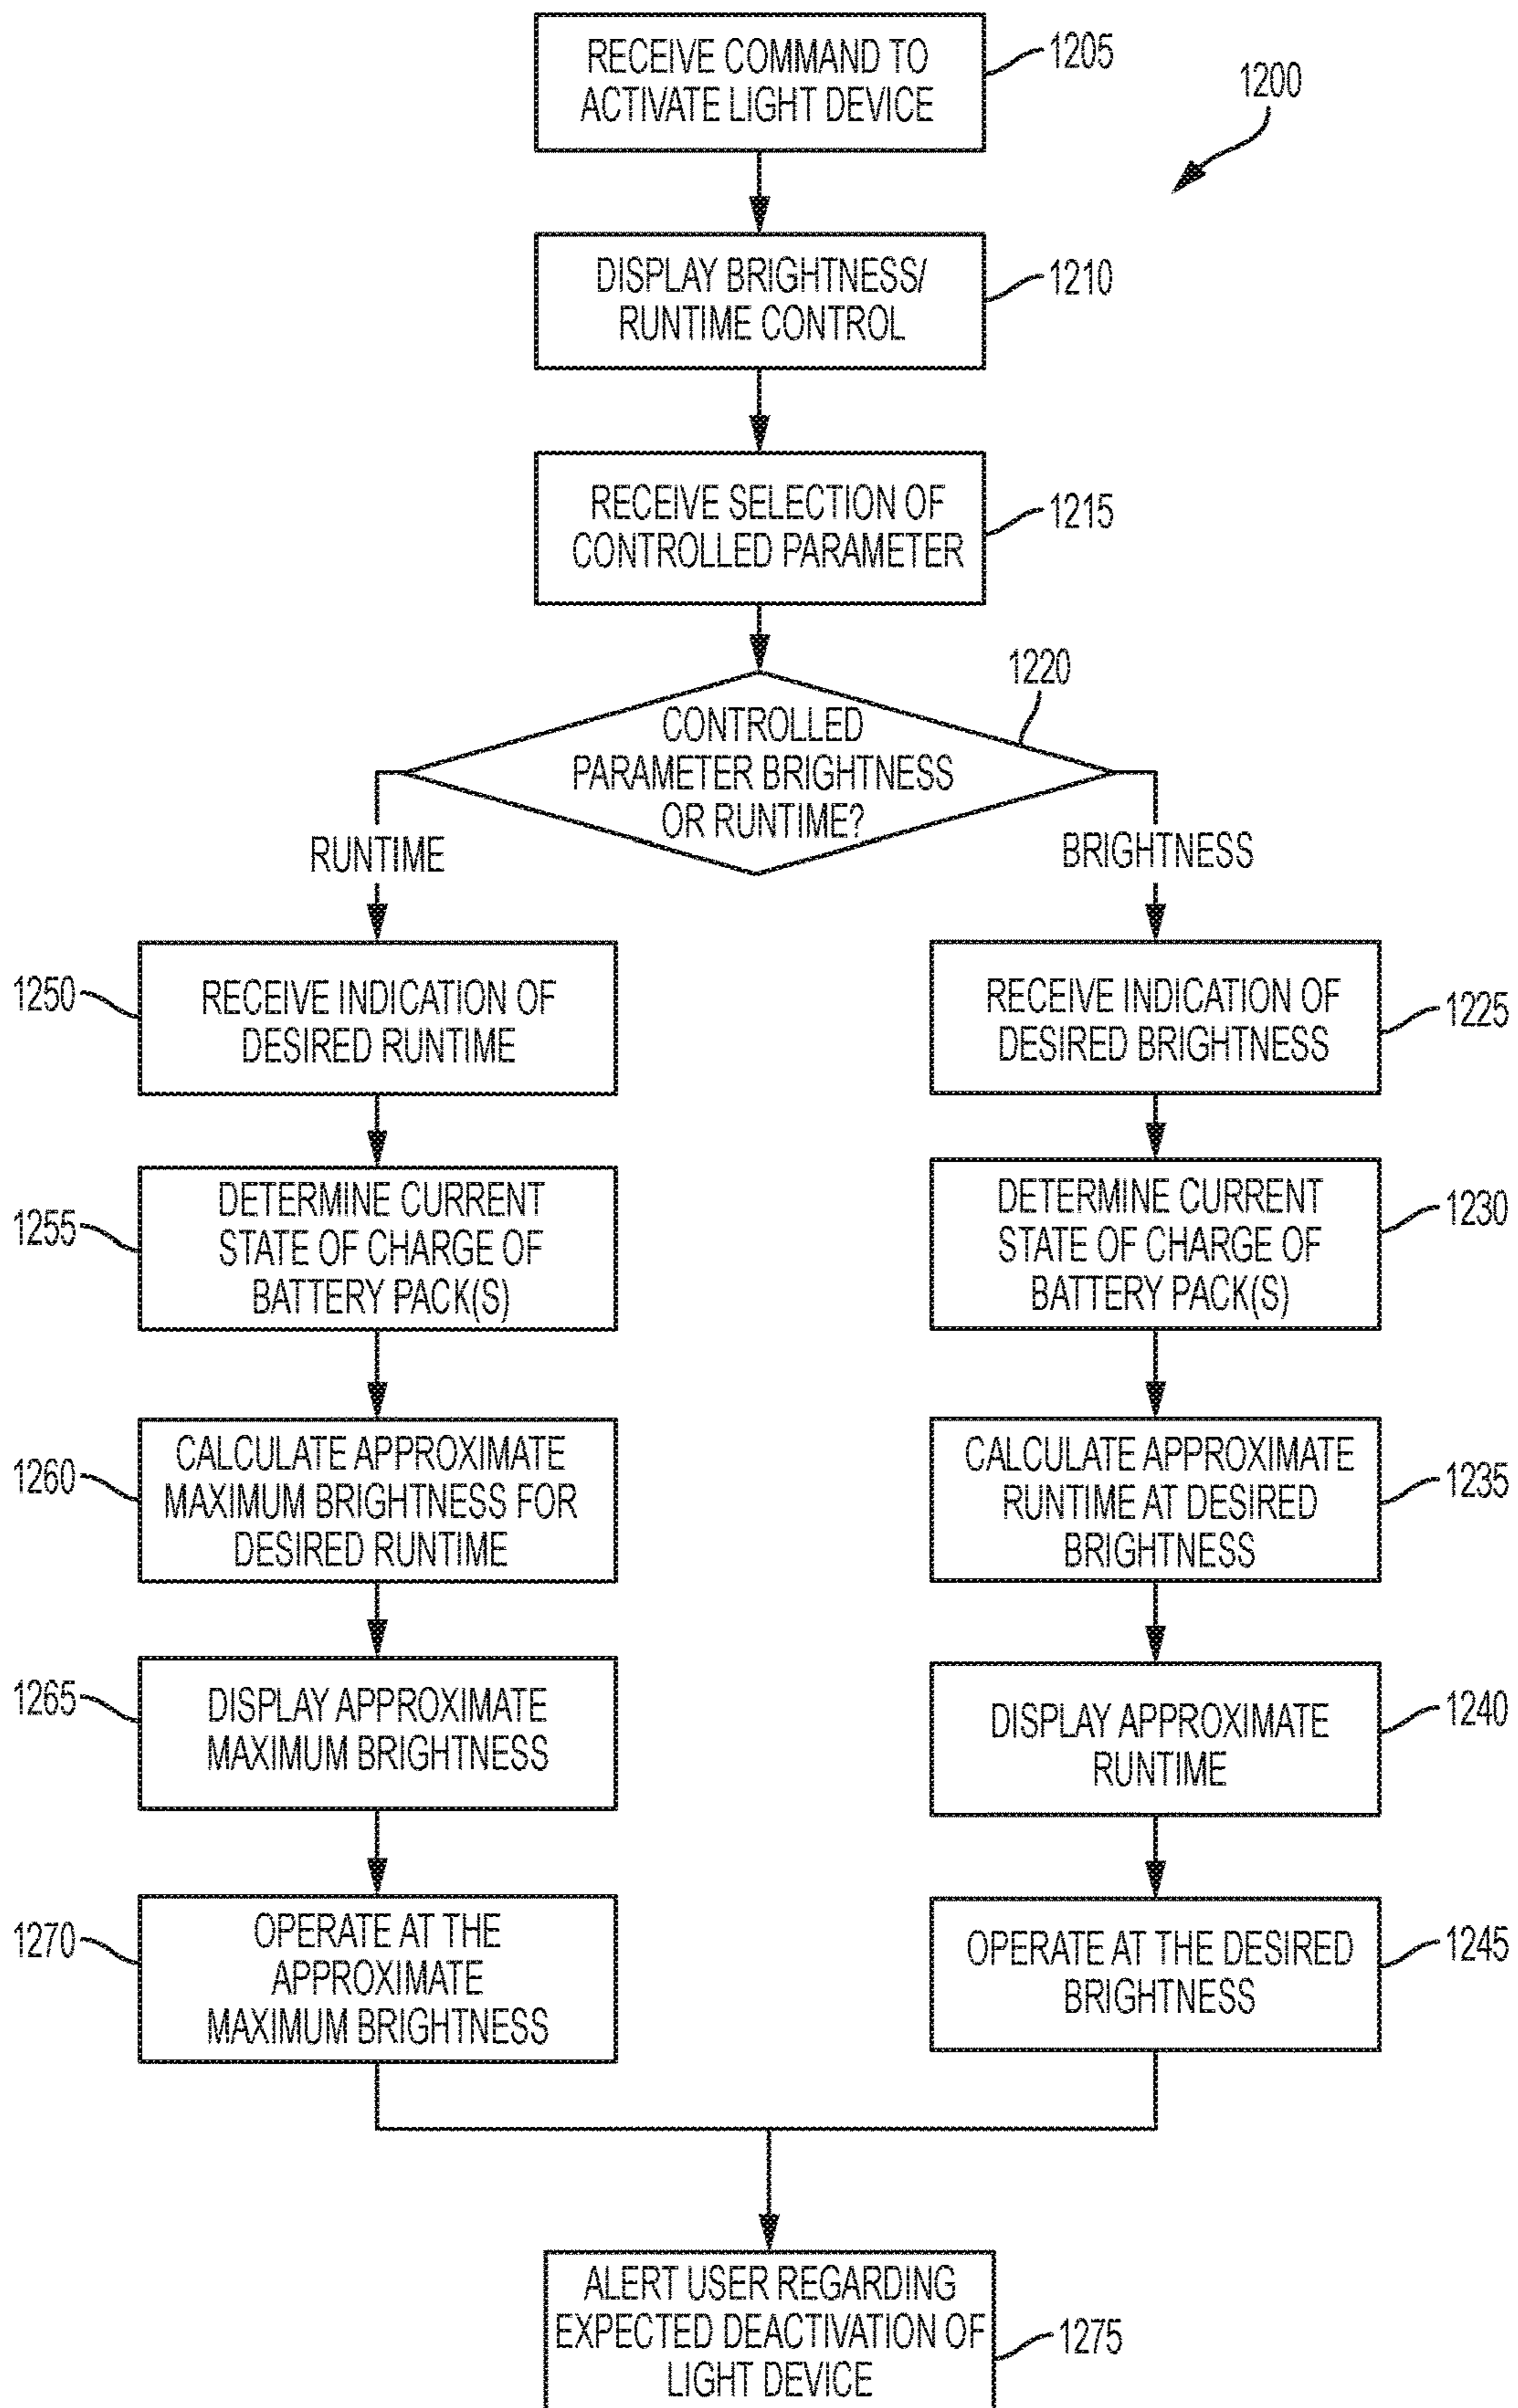 RECEIVE COMMAND TO
ACTIVATE LIGHT DEVICE
1205
1200
DISPLAY BRIGHTNESS/
RUNTIME CONTROL
1210
RECEIVE SELECTION OF
CONTROLLED PARAMETER
1215
1220
CONTROLLED
PARAMETER BRIGHTNESS
OR RUNTIME?
RUNTIME
BRIGHTNESS
1250
RECEIVE INDICATION OF
DESIRED RUNTIME
RECEIVE INDICATION OF
DESIRED BRIGHTNESS
1225
1255
DETERMINE CURRENT
STATE OF CHARGE OF
BATTERY PACK(S)
DETERMINE CURRENT
STATE OF CHARGE OF
BATTERY PACK(S)
1230
1260
CALCULATE APPROXIMATE
MAXIMUM BRIGHTNESS FOR
DESIRED RUNTIME
CALCULATE APPROXIMATE
RUNTIME AT DESIRED
BRIGHTNESS
1235
1265
DISPLAY APPROXIMATE
MAXIMUM BRIGHTNESS
DISPLAY APPROXIMATE
RUNTIME
1240
1270
OPERATE AT THE
APPROXIMATE
MAXIMUM BRIGHTNESS
OPERATE AT THE DESIRED
BRIGHTNESS
1245
ALERT USER REGARDING
EXPECTED DEACTIVATION OF
LIGHT DEVICE
1275